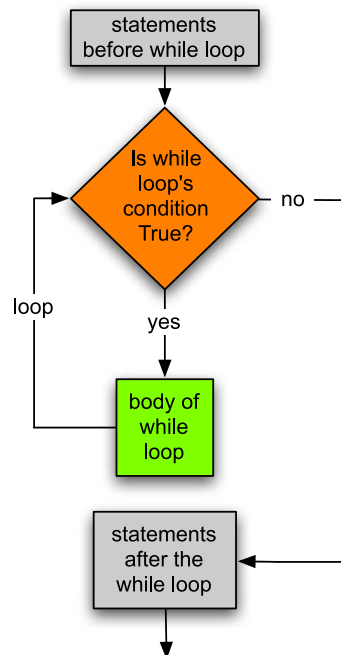 statements
before while loop
Is while
loop's
condition
True?
no
loop
yes
body of
while
loop
statements
after the
while loop